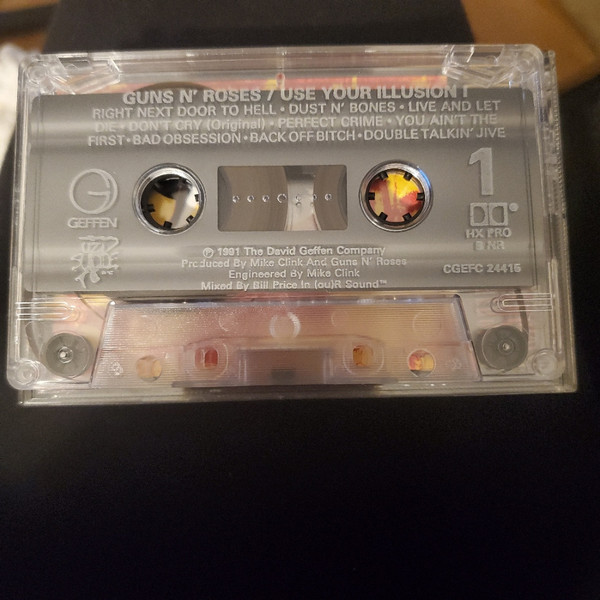 GUNS N' ROSES / USE YOUR ILLUSION I
RIGHT NEXT DOOR TO HELL • DUST N' BONES • LIVE AND LET
DIE • DON'T CRY (Original) • PERFECT CRIME • YOU AIN'T THE
FIRST • BAD OBSESSION • BACK OFF BITCH • DOUBLE TALKIN' JIVE
1
GEFFEN
HX PRO
B NR
℗ 1991 The David Geffen Company
Produced By Mike Clink And Guns N' Roses
Engineered By Mike Clink
Mixed By Bill Price In (ou)R Sound™
CGEFC 24415